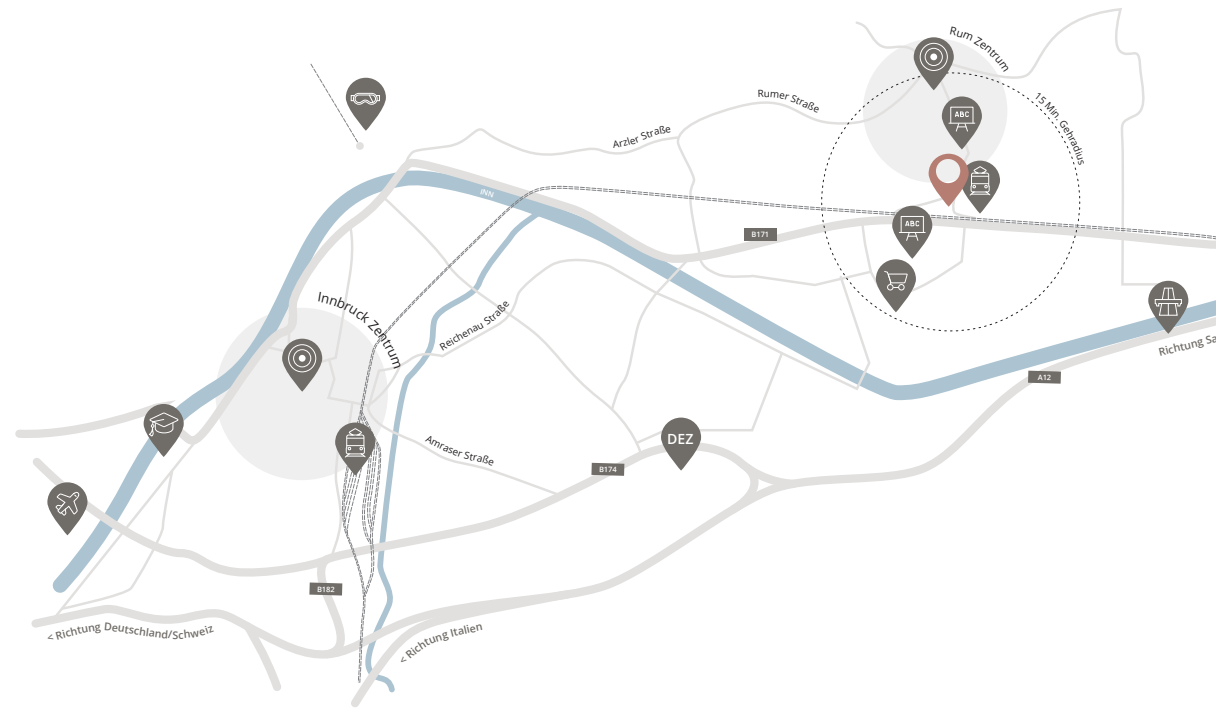 Rum Zentrum
Rumer Straße
15 Min. Gehradius
ABC
Arzler Straße
INN
ABC
B171
Innbruck Zentrum
Reichenau Straße
Richtung Sa
A12
DEZ
Amraser Straße
B174
B182
< Richtung Deutschland/Schweiz
< Richtung Italien